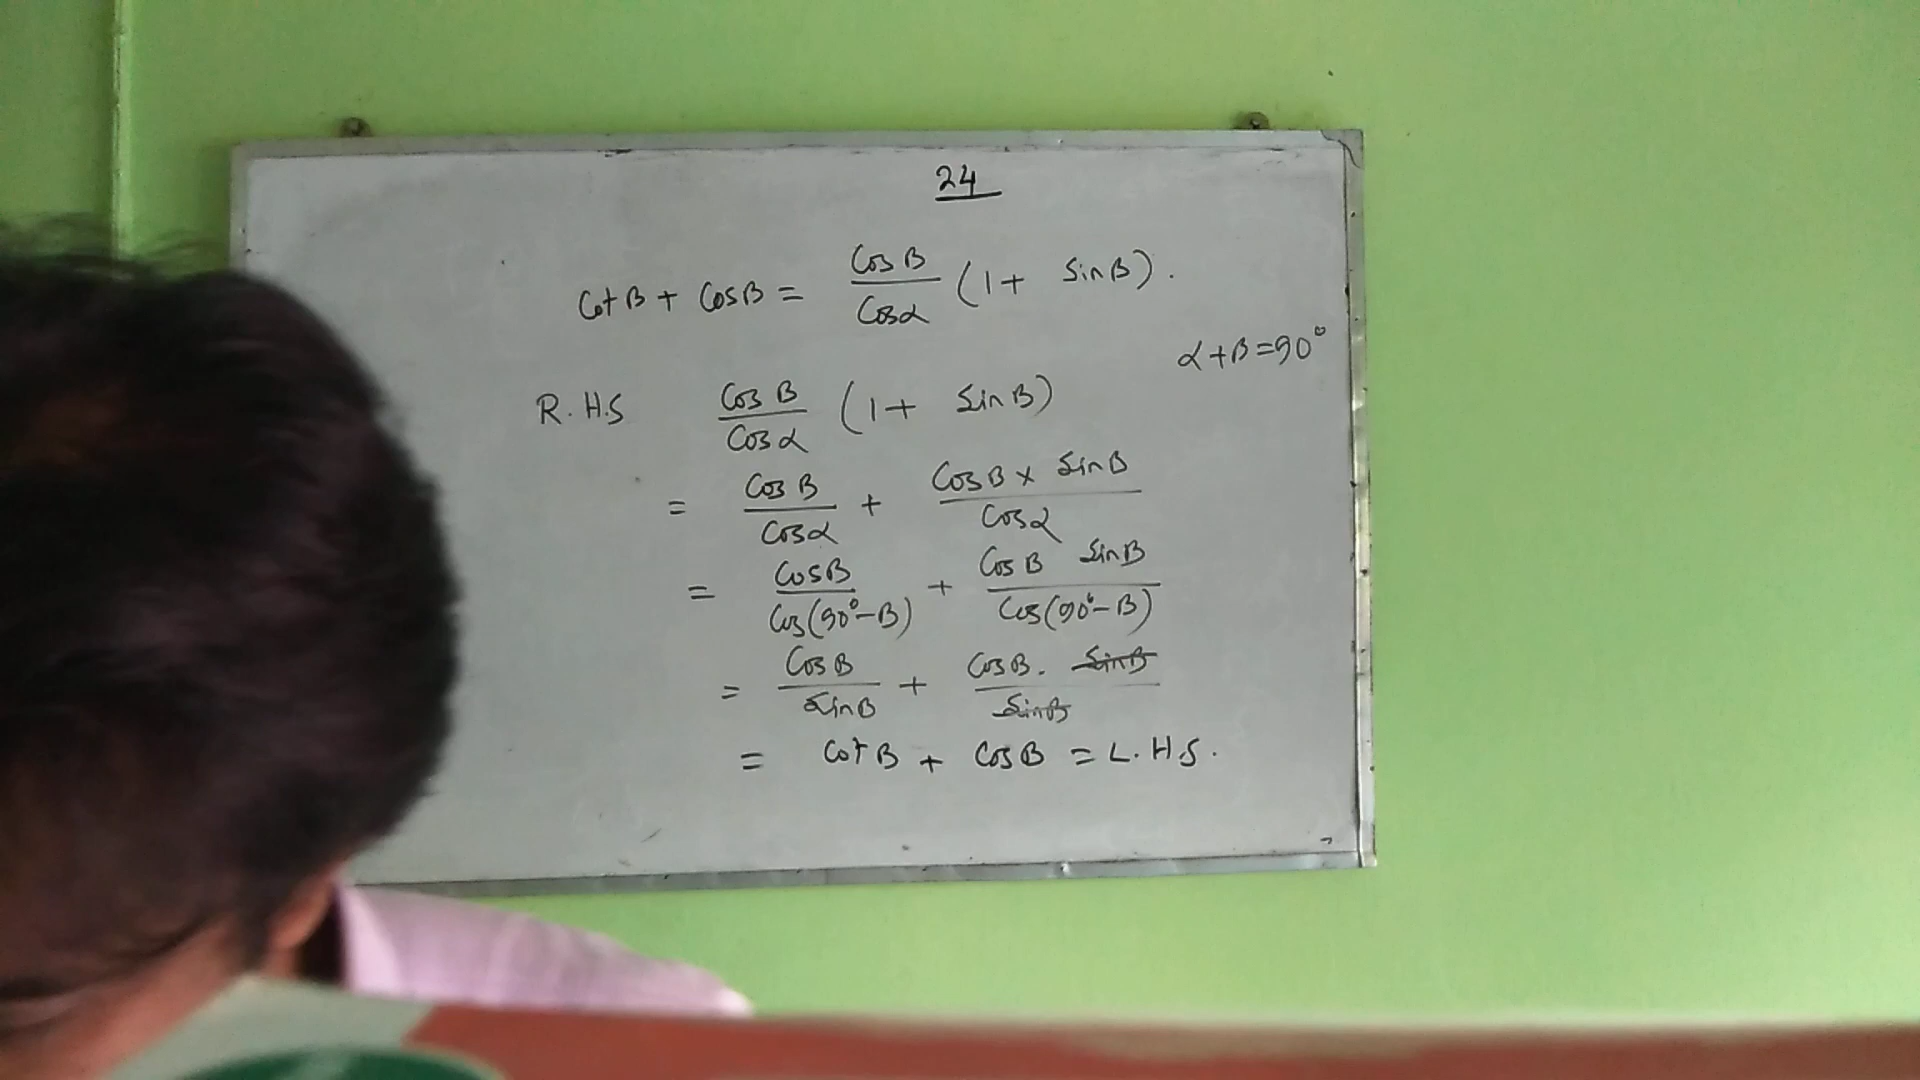 24
Cot β + Cos β = Cos β / Cos α (1 + Sin β).
α + β = 90°
R.H.S Cos β / Cos α (1 + Sin β)
= Cos β / Cos α + Cos β × Sin β / Cos α
= Cos β / Cos (90° - β) + Cos β Sin β / Cos (90° - β)
= Cos β / Sin β + Cos β . Sin β / Sin β
= Cot β + Cos β = L.H.S.